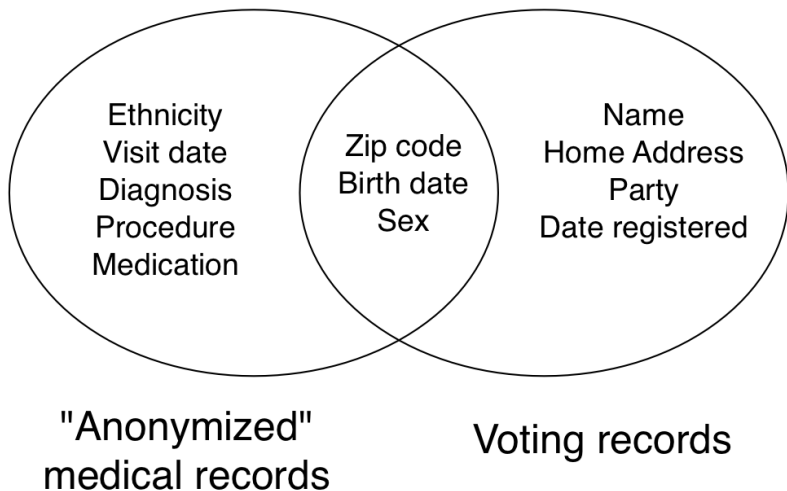 Ethnicity
Visit date
Diagnosis
Procedure
Medication
Zip code
Birth date
Sex
Name
Home Address
Party
Date registered
"Anonymized"
medical records
Voting records